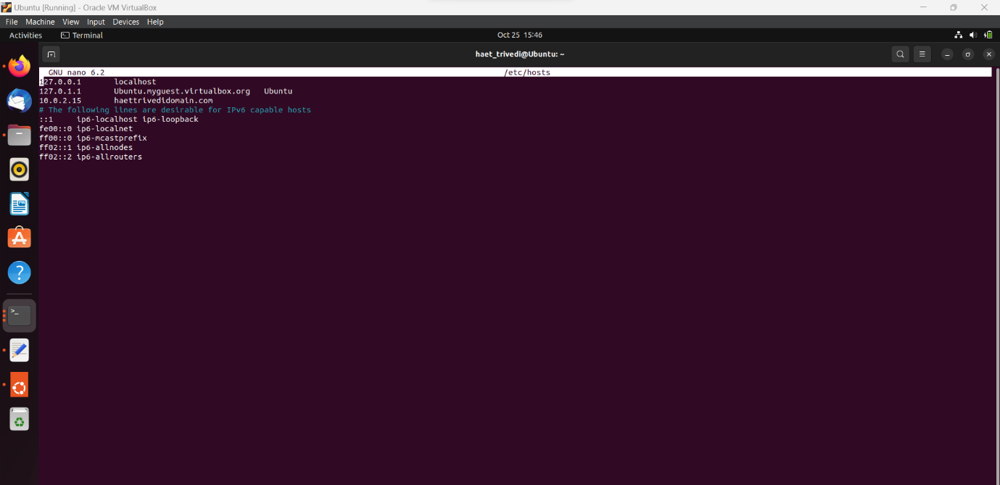 Ubuntu [Running] - Oracle VM VirtualBox
File Machine View Input Devices Help
Activities Terminal Oct 25 15:46
haet_trivedi@Ubuntu: ~
GNU nano 6.2 /etc/hosts
127.0.0.1 localhost
127.0.1.1 Ubuntu.myguest.virtualbox.org Ubuntu
10.0.2.15 haettrivedidomain.com
# The following lines are desirable for IPv6 capable hosts
::1 ip6-localhost ip6-loopback
fe00::0 ip6-localnet
ff00::0 ip6-mcastprefix
ff02::1 ip6-allnodes
ff02::2 ip6-allrouters